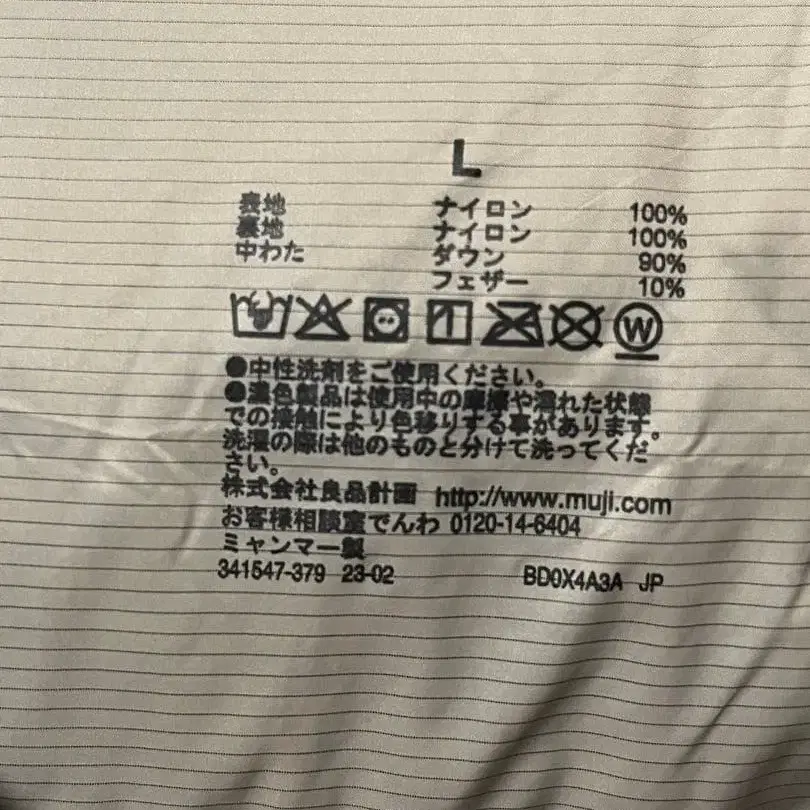 L
表地 ナイロン 100%
裏地 ナイロン 100%
中わた ダウン 90%
フェザー 10%
W
●中性洗剤をご使用ください。
●濃色製品は使用中の摩擦や濡れた状態
での接触により色移りする事があります。
洗濯の際は他のものと分けて洗ってくだ
さい。
株式会社良品計画 http://www.muji.com
お客様相談室でんわ 0120-14-6404
ミャンマー製
341547-379 23-02 BD0X4A3A JP